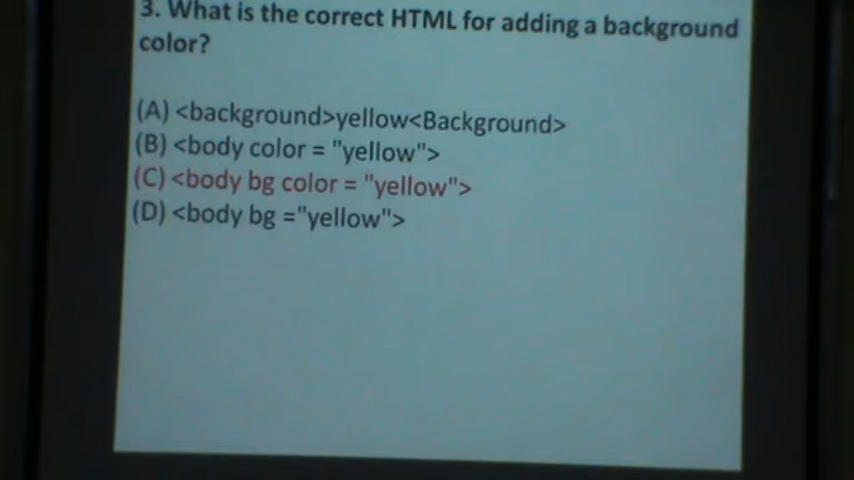 3. What is the correct HTML for adding a background
color?
(A) <background>yellow<Background>
(B) <body color = "yellow">
(C) <body bg color = "yellow">
(D) <body bg ="yellow">